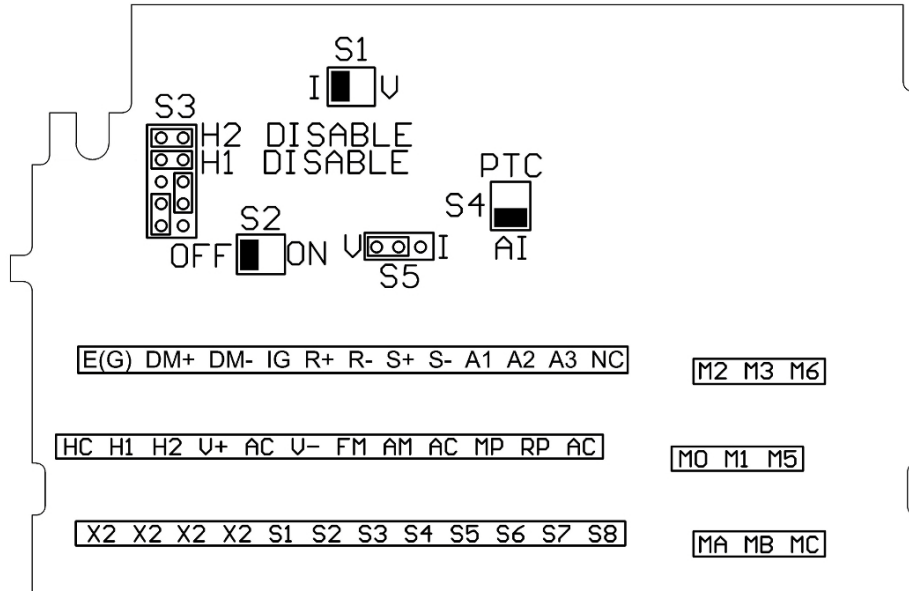 S1
I V
S3
H2 DISABLE
H1 DISABLE
PTC
S4
AI
S2
OFF ON
V I
S5
E(G) DM+ DM- IG R+ R- S+ S- A1 A2 A3 NC
M2 M3 M6
HC H1 H2 V+ AC V- FM AM AC MP RP AC
M0 M1 M5
X2 X2 X2 X2 S1 S2 S3 S4 S5 S6 S7 S8
MA MB MC